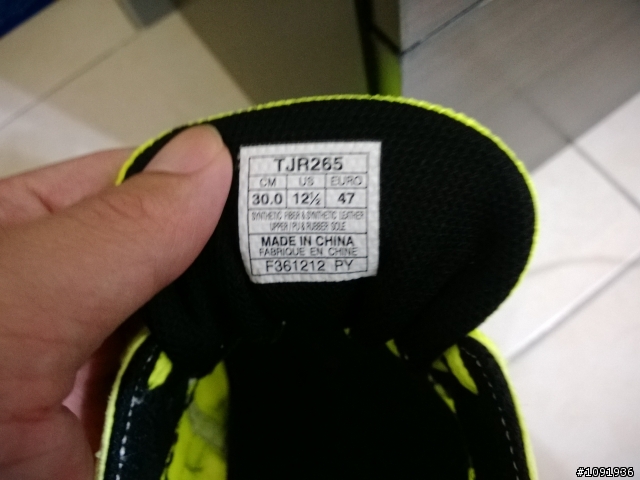 TJR265
CM US EURO
30.0 12½ 47
SYNTHETIC FIBER & SYNTHETIC LEATHER
UPPER / PU & RUBBER SOLE
MADE IN CHINA
FABRIQUE EN CHINE
F361212 PY
#1091936